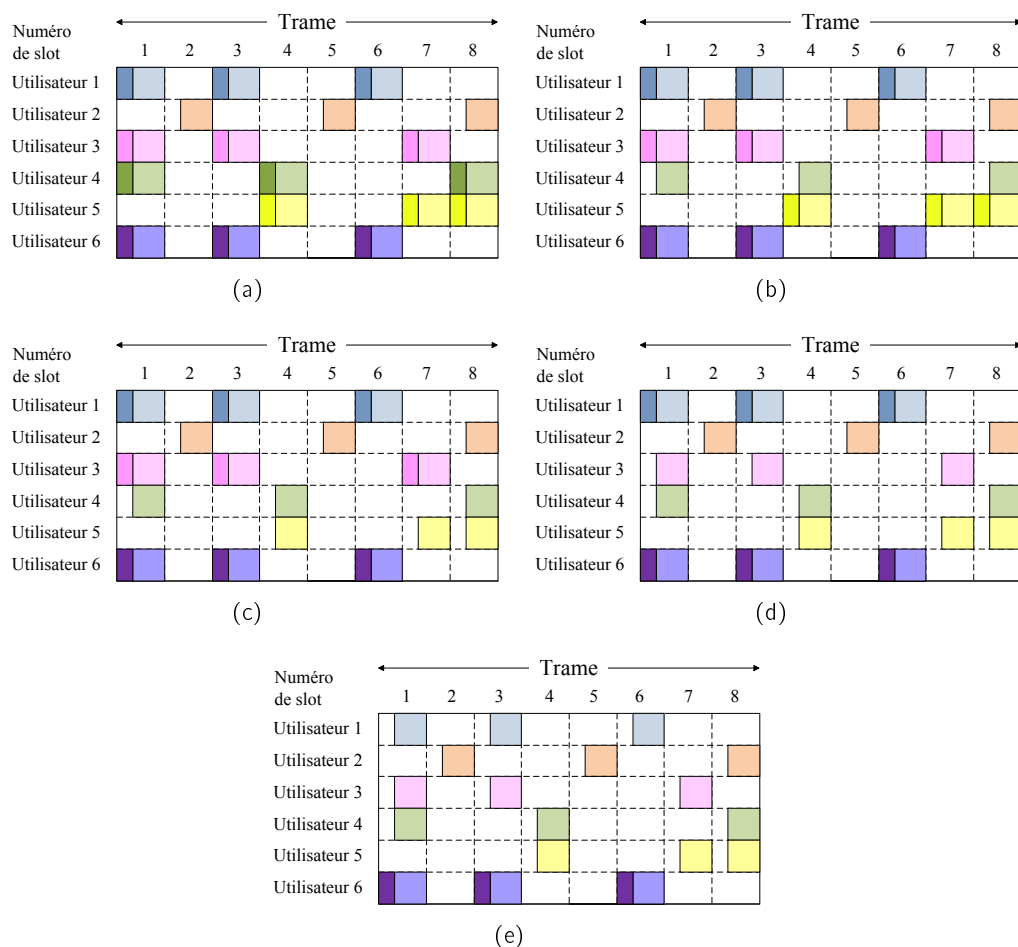 Trame
Numéro
de slot
1 2 3 4 5 6 7 8
Utilisateur 1
Utilisateur 2
Utilisateur 3
Utilisateur 4
Utilisateur 5
Utilisateur 6
(a)
Trame
Numéro
de slot
1 2 3 4 5 6 7 8
Utilisateur 1
Utilisateur 2
Utilisateur 3
Utilisateur 4
Utilisateur 5
Utilisateur 6
(b)
Trame
Numéro
de slot
1 2 3 4 5 6 7 8
Utilisateur 1
Utilisateur 2
Utilisateur 3
Utilisateur 4
Utilisateur 5
Utilisateur 6
(c)
Trame
Numéro
de slot
1 2 3 4 5 6 7 8
Utilisateur 1
Utilisateur 2
Utilisateur 3
Utilisateur 4
Utilisateur 5
Utilisateur 6
(d)
Trame
Numéro
de slot
1 2 3 4 5 6 7 8
Utilisateur 1
Utilisateur 2
Utilisateur 3
Utilisateur 4
Utilisateur 5
Utilisateur 6
(e)